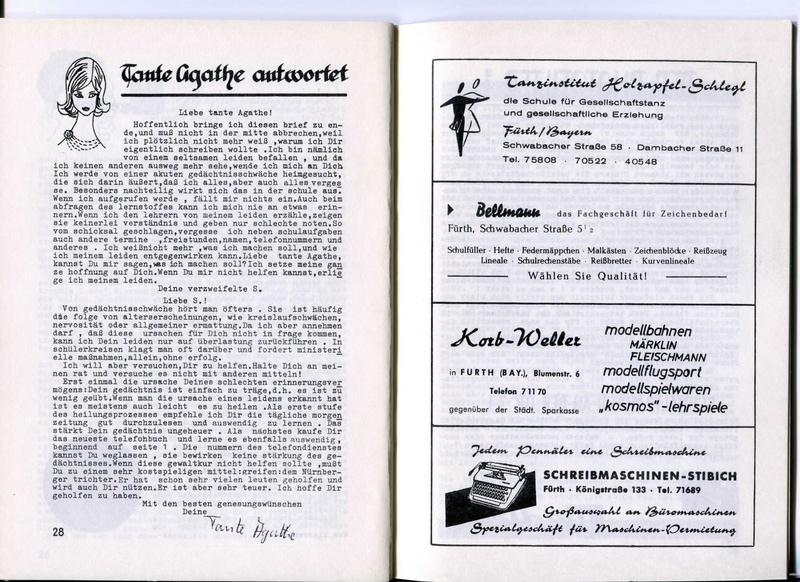 Tante Agathe antwortet
Liebe tante Agathe!
Hoffentlich bringe ich diesen brief zu en-
de,und muß nicht in der mitte abbrechen,weil
ich plötzlich nicht mehr weiß ,warum ich Dir
eigentlich schreiben wollte .Ich bin nämlich
von einem seltsamen leiden befallen , und da
ich keinen anderen ausweg mehr sehe,wende ich mich an Dich.
Ich werde von einer akuten gedächtnisschwäche heimgesucht,
die sich darin äußert,daß ich alles,aber auch alles verges
se. Besonders nachteilig wirkt sich das in der schule aus.
Wenn ich aufgerufen werde , fällt mir nichts ein.Auch beim
abfragen des lernstoffes kann ich mich nie an etwas erin-
nern.Wenn ich den lehrern von meinem leiden erzähle,zeigen
sie keinerlei verständnis und geben nur schlechte noten.So
vom schicksal geschlagen,vergesse ich neben schulaufgaben
auch andere termine ,freistunden,namen,telefonnummern und
anderes . Ich weißnicht mehr ,was ich machen soll,und wie
ich meinem leiden entgegenwirken kann.Liebe tante Agathe,
kannst Du mir sagen,was ich machen soll?Ich setze meine gan
ze hoffnung auf Dich.Wenn Du mir nicht helfen kannst,erlie
ge ich meinem leiden.
Deine verzweifelte S.
Liebe S.!
Von gedächtnisschwäche hört man öfters . Sie ist häufig
die folge von alterserscheinungen, wie kreislaufschwächen,
nervosität oder allgemeiner ermattung.Da ich aber annehmen
darf , daß diese ursachen für Dich nicht in frage kommen,
kann ich Dein leiden nur auf überlastung zurückführen . In
schülerkreisen klagt man oft darüber und fordert ministeri
elle maßnahmen,allein,ohne erfolg.
Ich will aber versuchen,Dir zu helfen.Halte Dich an mei-
nen rat und versuche es nicht mit anderen mitteln!
Erst einmal die ursache Deines schlechten erinnerungsver
mögens:Dein gedächtnis ist einfach zu träge,d.h. es ist zu
wenig geübt.Wenn man die ursache eines leidens erkannt hat
ist es meistens auch leicht es zu heilen .Als erste stufe
des heilungsprozesses empfehle ich Dir die tägliche morgen
zeitung gut durchzulesen und auswendig zu lernen . Das
stärkt Dein gedächtnis ungeheuer . Als nächstes kaufe Dir
das neueste telefonbuch und lerne es ebenfalls auswendig,
beginnend auf seite 1 . Die nummern des telefondienstes
kannst Du weglassen , sie bewirken keine stärkung des ge-
dächtnisses.Wenn diese gewaltkur nicht helfen sollte ,mußt
Du zu einem sehr kostspieligen mittel:greifen:dem Nürnber-
ger trichter.Er hat schon sehr vielen leuten geholfen und
wird auch Dir nützen.Er ist aber sehr teuer. Ich hoffe Dir
geholfen zu haben.
Mit den besten genesungswünschen
Deine
Tante Agathe
28
Tanzinstitut Holzapfel-Schlegl
die Schule für Gesellschaftstanz
und gesellschaftliche Erziehung
Fürth/Bayern
Schwabacher Straße 58 · Dambacher Straße 11
Tel. 75808 · 70522 · 40548
Bellmann das Fachgeschäft für Zeichenbedarf
Fürth, Schwabacher Straße 5 1/2
Schulfüller · Hefte · Federmäppchen · Malkästen · Zeichenblöcke · Reißzeug
Lineale · Schulrechenstäbe · Reißbretter · Kurvenlineale
Wählen Sie Qualität!
Korb-Weller
in FURTH (BAY.), Blumenstr. 6
Telefon 7 11 70
gegenüber der Städt. Sparkasse
modellbahnen
MÄRKLIN
FLEISCHMANN
modellflugsport
modellspielwaren
„kosmos"-lehrspiele
Jedem Pennäler eine Schreibmaschine
SCHREIBMASCHINEN-STIBICH
Fürth · Königstraße 133 · Tel. 71689
Großauswahl an Büromaschinen
Spezialgeschäft für Maschinen-Vermietung